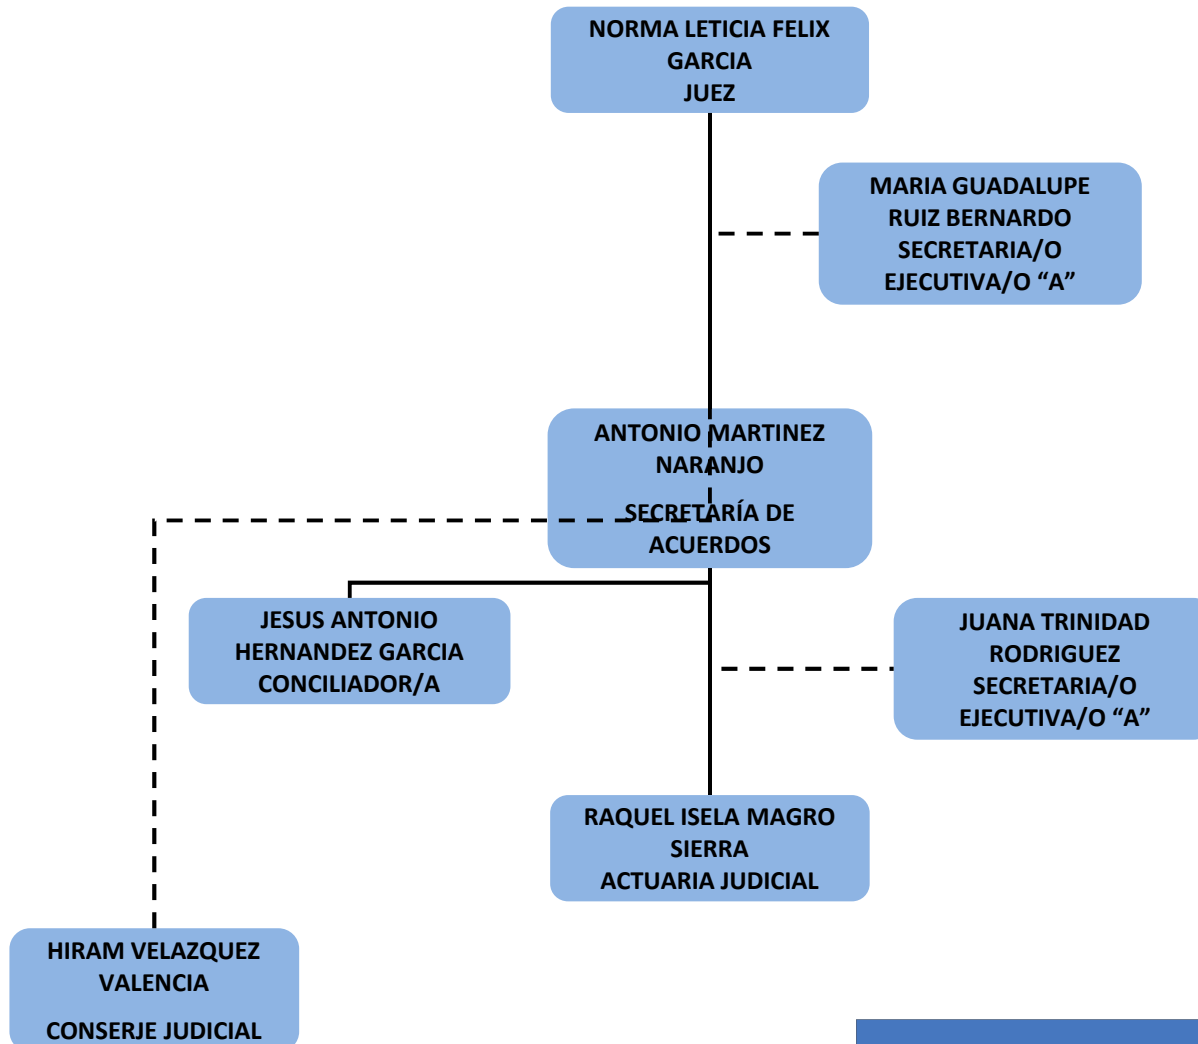 NORMA LETICIA FELIX
GARCIA
JUEZ
MARIA GUADALUPE
RUIZ BERNARDO
SECRETARIA/O
EJECUTIVA/O “A”
ANTONIO MARTINEZ
NARANJO
SECRETARÍA DE
ACUERDOS
JESUS ANTONIO
HERNANDEZ GARCIA
CONCILIADOR/A
JUANA TRINIDAD
RODRIGUEZ
SECRETARIA/O
EJECUTIVA/O “A”
RAQUEL ISELA MAGRO
SIERRA
ACTUARIA JUDICIAL
HIRAM VELAZQUEZ
VALENCIA
CONSERJE JUDICIAL